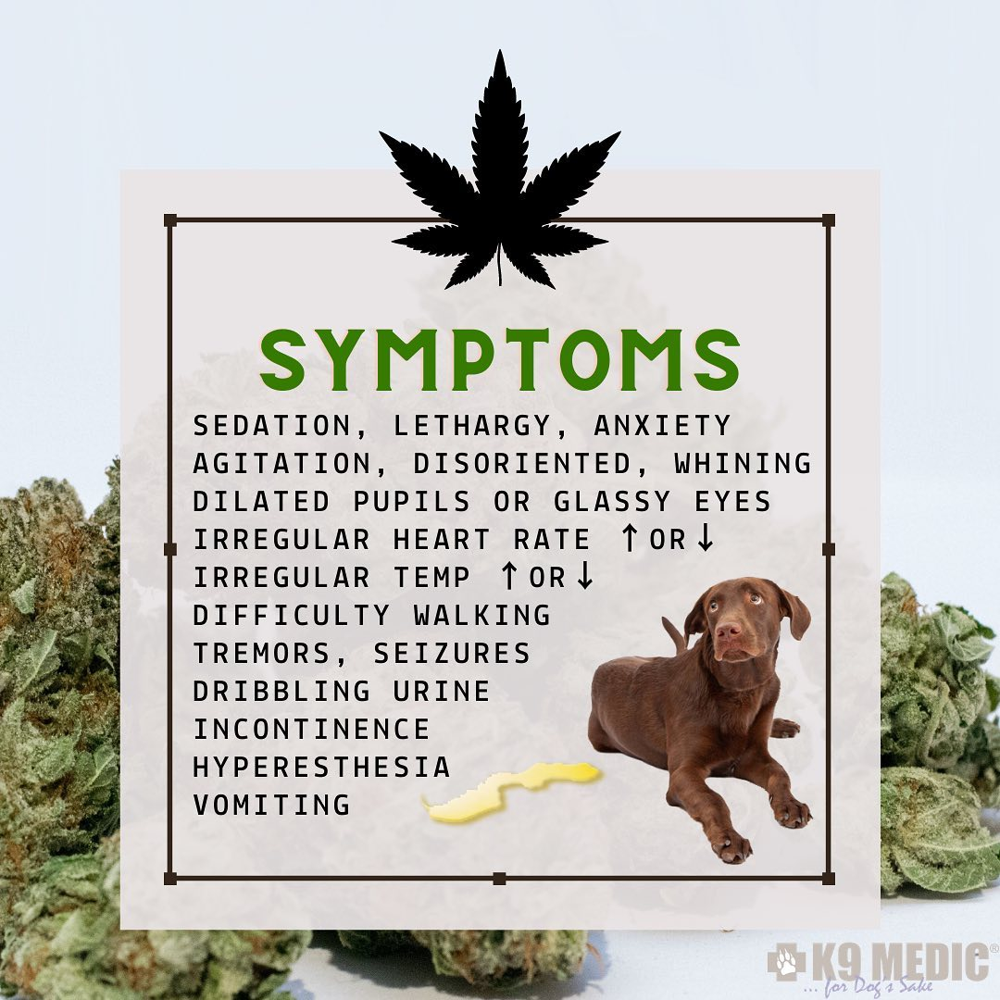 SYMPTOMS
SEDATION, LETHARGY, ANXIETY
AGITATION, DISORIENTED, WHINING
DILATED PUPILS OR GLASSY EYES
IRREGULAR HEART RATE ↑OR↓
IRREGULAR TEMP ↑OR↓
DIFFICULTY WALKING
TREMORS, SEIZURES
DRIBBLING URINE
INCONTINENCE
HYPERESTHESIA
VOMITING
K9 MEDIC®
... for Dog's Sake